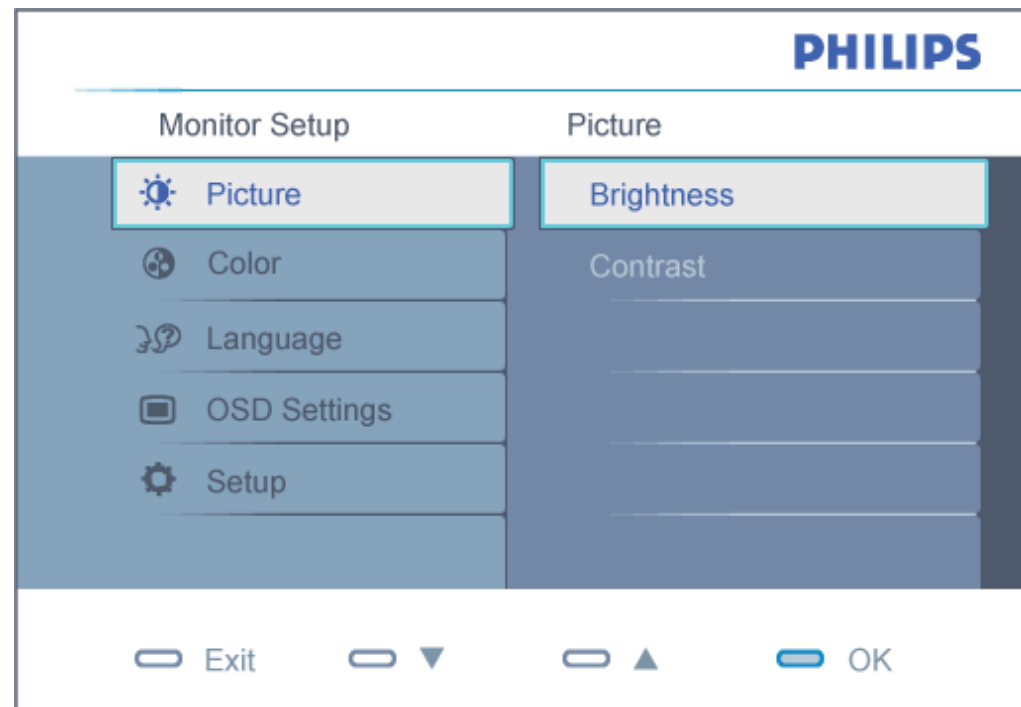 PHILIPS
Monitor Setup
Picture
Picture
Brightness
Color
Contrast
Language
OSD Settings
Setup
Exit ▼ ▲ OK